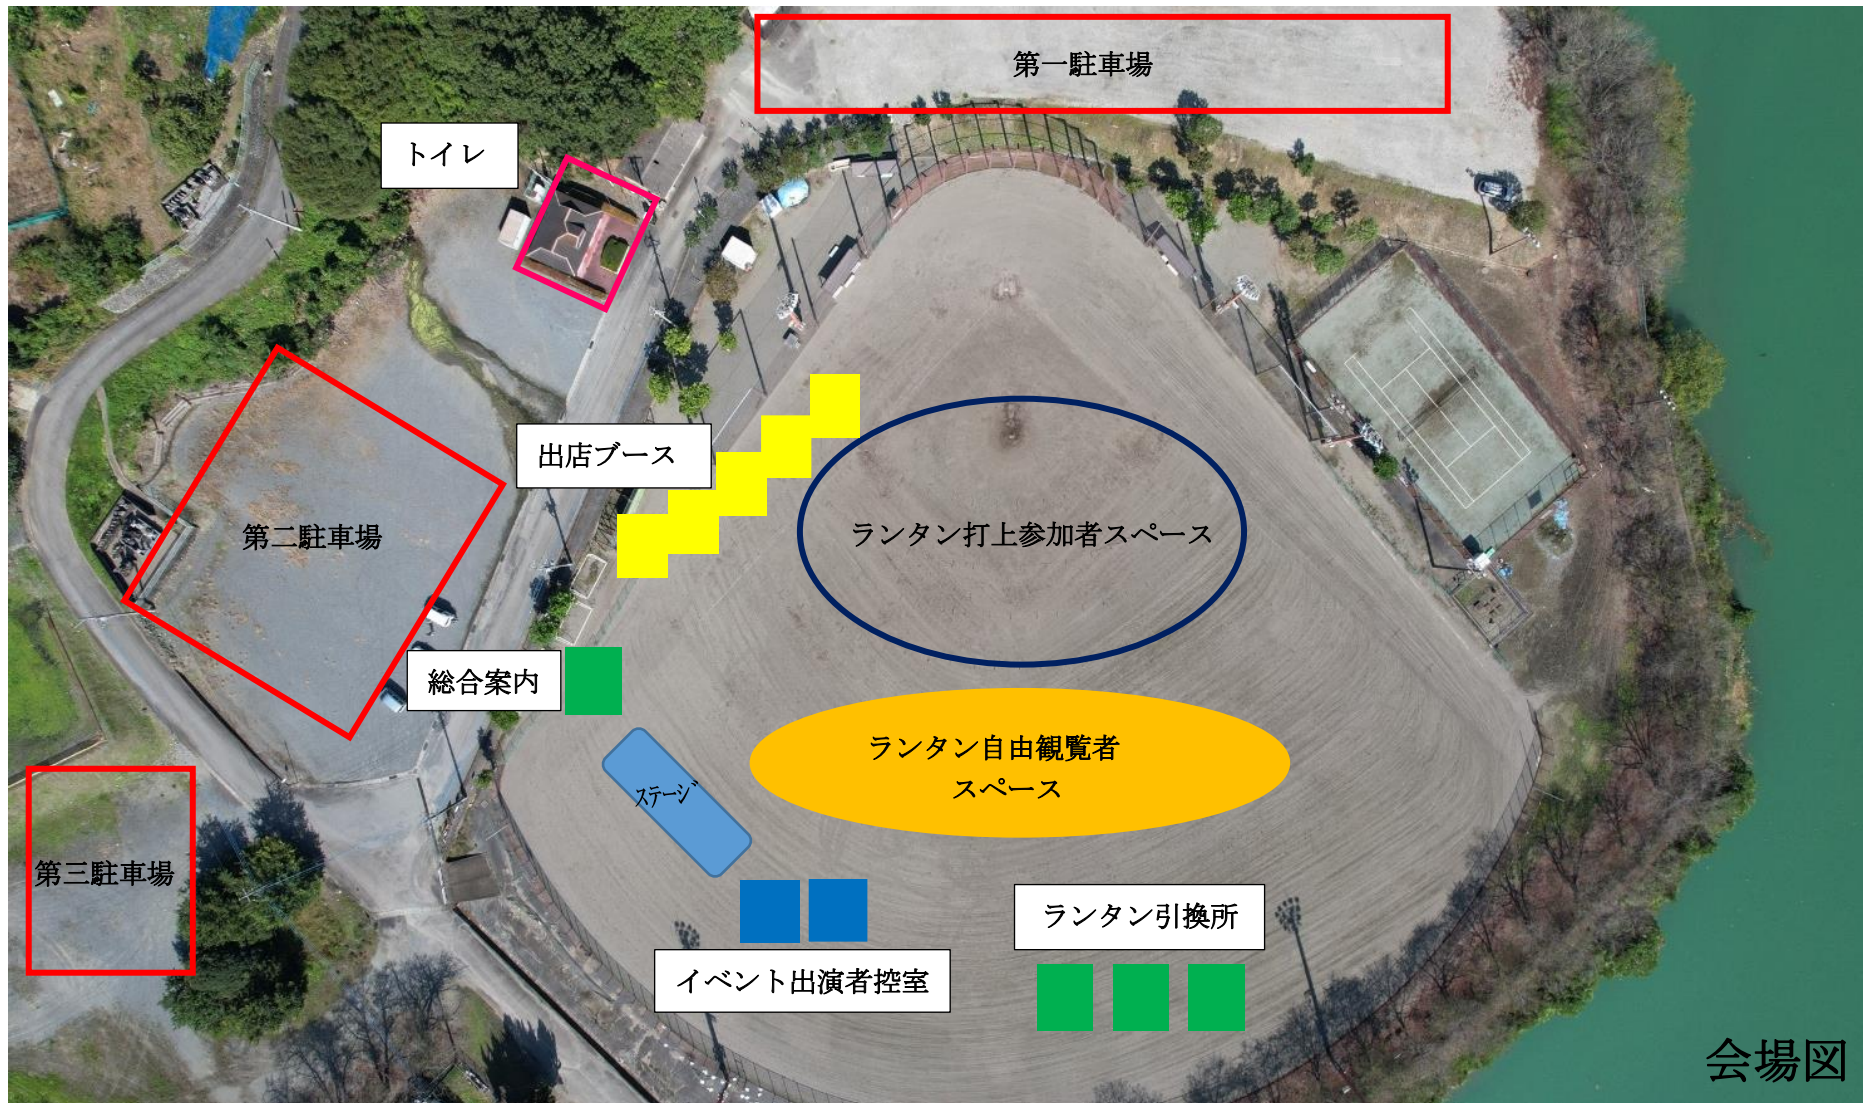 第一駐車場
トイレ
出店ブース
第二駐車場
ランタン打上参加者スペース
総合案内
ランタン自由観覧者
スペース
ステージ
第三駐車場
ランタン引換所
イベント出演者控室
会場図